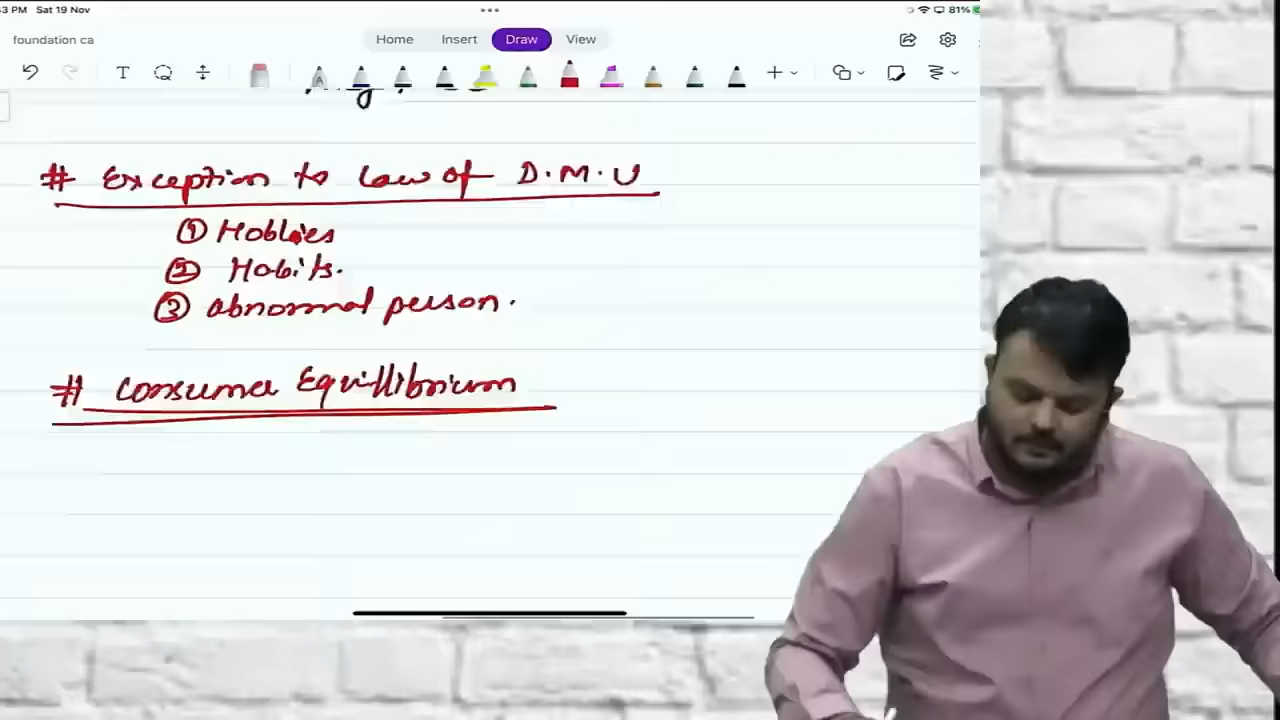 3 PM Sat 19 Nov
81%
foundation ca
Home Insert Draw View
T
A
# Exception to Law of D.M.U
① Hobbies
② Habits.
③ abnormal person.
# Consumer Equillibrium